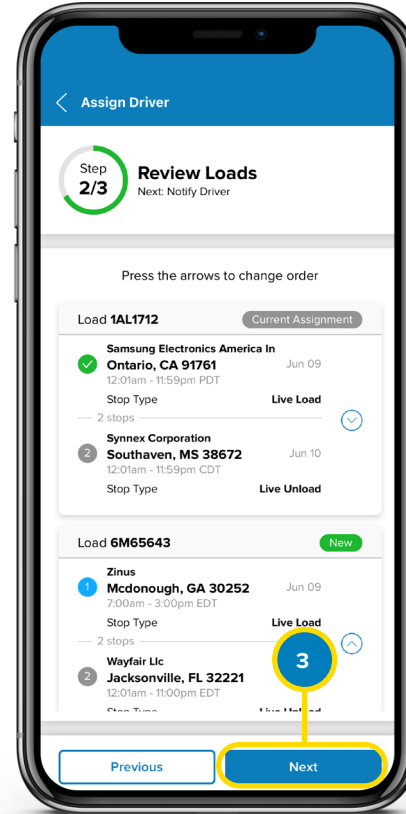 Assign Driver
Step
2/3
Review Loads
Next: Notify Driver
Press the arrows to change order
Load 1AL1712 Current Assignment
Samsung Electronics America In
Ontario, CA 91761 Jun 09
12:01am - 11:59pm PDT
Stop Type Live Load
2 stops
Synnex Corporation
2 Southaven, MS 38672 Jun 10
12:01am - 11:59pm CDT
Stop Type Live Unload
Load 6M65643 New
Zinus
1 Mcdonough, GA 30252 Jun 09
7:00am - 3:00pm EDT
Stop Type Live Load
2 stops
3
Wayfair Llc
2 Jacksonville, FL 32221
12:01am - 11:00pm EDT
Stop Type
Previous Next